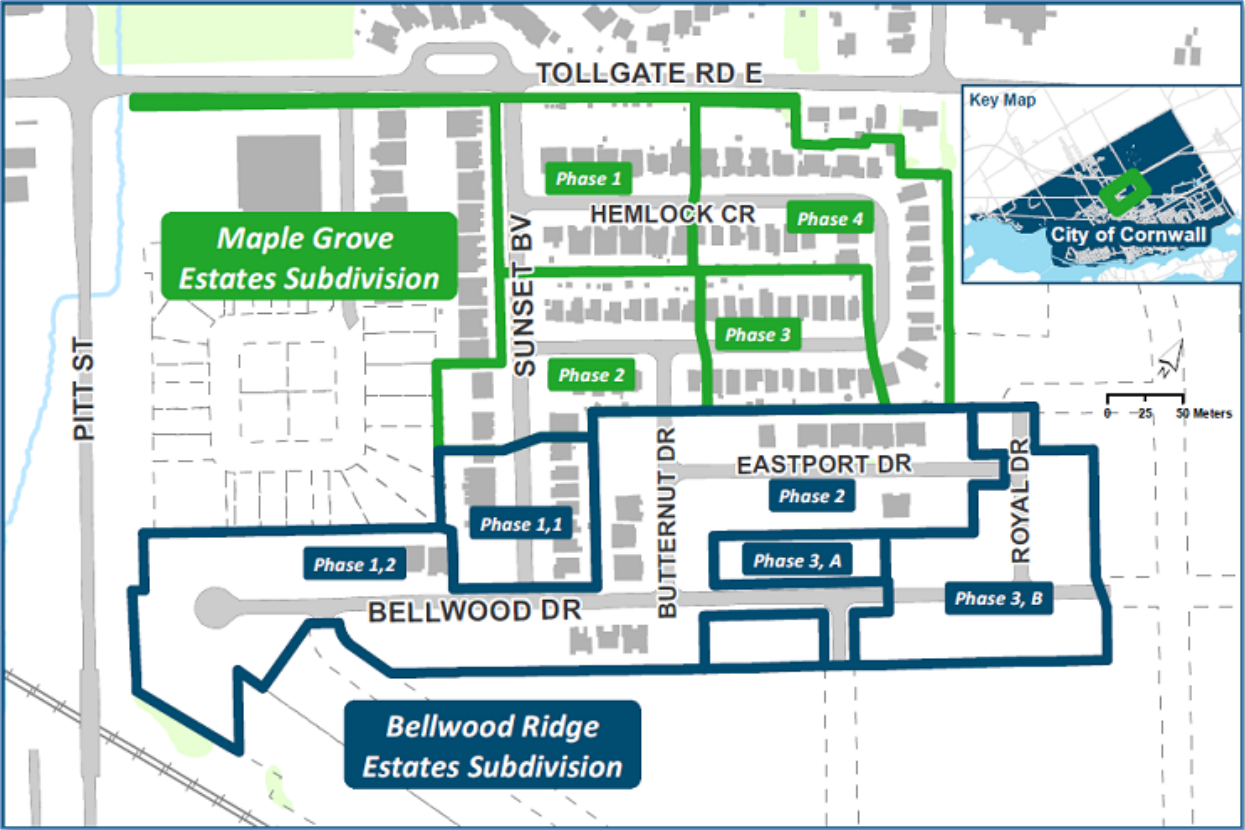 TOLLGATE RD E
Key Map
City of Cornwall
Phase 1
HEMLOCK CR
Phase 4
Maple Grove
Estates Subdivision
SUNSET BV
Phase 3
PITT ST
Phase 2
0 25 50 Meters
BUTTERNUT DR
EASTPORT DR
ROYAL DR
Phase 2
Phase 1,1
Phase 1,2
Phase 3, A
Phase 3, B
BELLWOOD DR
Bellwood Ridge
Estates Subdivision